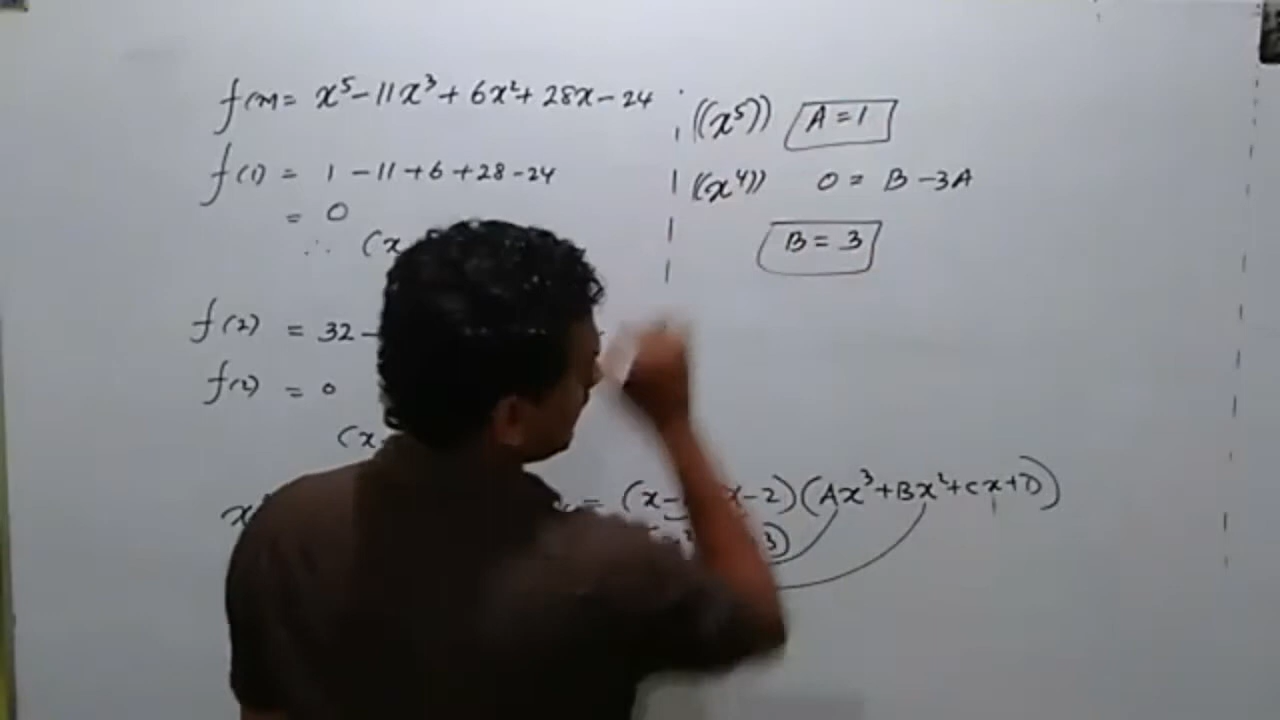 f(x) = x⁵ - 11x³ + 6x² + 28x - 24
f(1) = 1 - 11 + 6 + 28 - 24
= 0
∴ (x
f(2) = 32 -
f(2) = 0
(x-
x
= (x- x-2)(Ax³ + Bx² + Cx + D)
3)
((x⁵)) A = 1
((x⁴)) 0 = B - 3A
B = 3